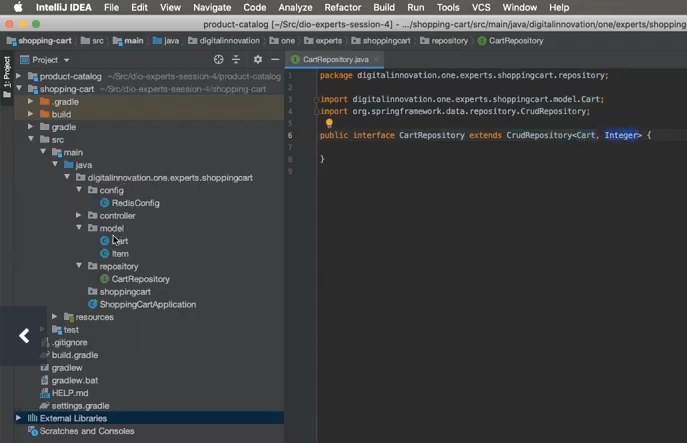 IntelliJ IDEA File Edit View Navigate Code Analyze Refactor Build Run Tools VCS Window Help
product-catalog [~/Src/dio-experts-session-4] - .../shopping-cart/src/main/java/digitalinnovation/one/experts/shopping
shopping-cart src main java digitalinnovation one experts shoppingcart repository CartRepository
Project
CartRepository.java
1: Project
product-catalog ~/Src/dio-experts-session-4/product-catalog
shopping-cart ~/Src/dio-experts-session-4/shopping-cart
.gradle
build
gradle
src
main
java
digitalinnovation.one.experts.shoppingcart
config
RedisConfig
controller
model
Cart
Item
repository
CartRepository
shoppingcart
ShoppingCartApplication
resources
test
.gitignore
build.gradle
gradlew
gradlew.bat
HELP.md
settings.gradle
External Libraries
Scratches and Consoles
1 package digitalinnovation.one.experts.shoppingcart.repository;
2
3 import digitalinnovation.one.experts.shoppingcart.model.Cart;
4 import org.springframework.data.repository.CrudRepository;
5
6 public interface CartRepository extends CrudRepository<Cart, Integer> {
7
8 }
9